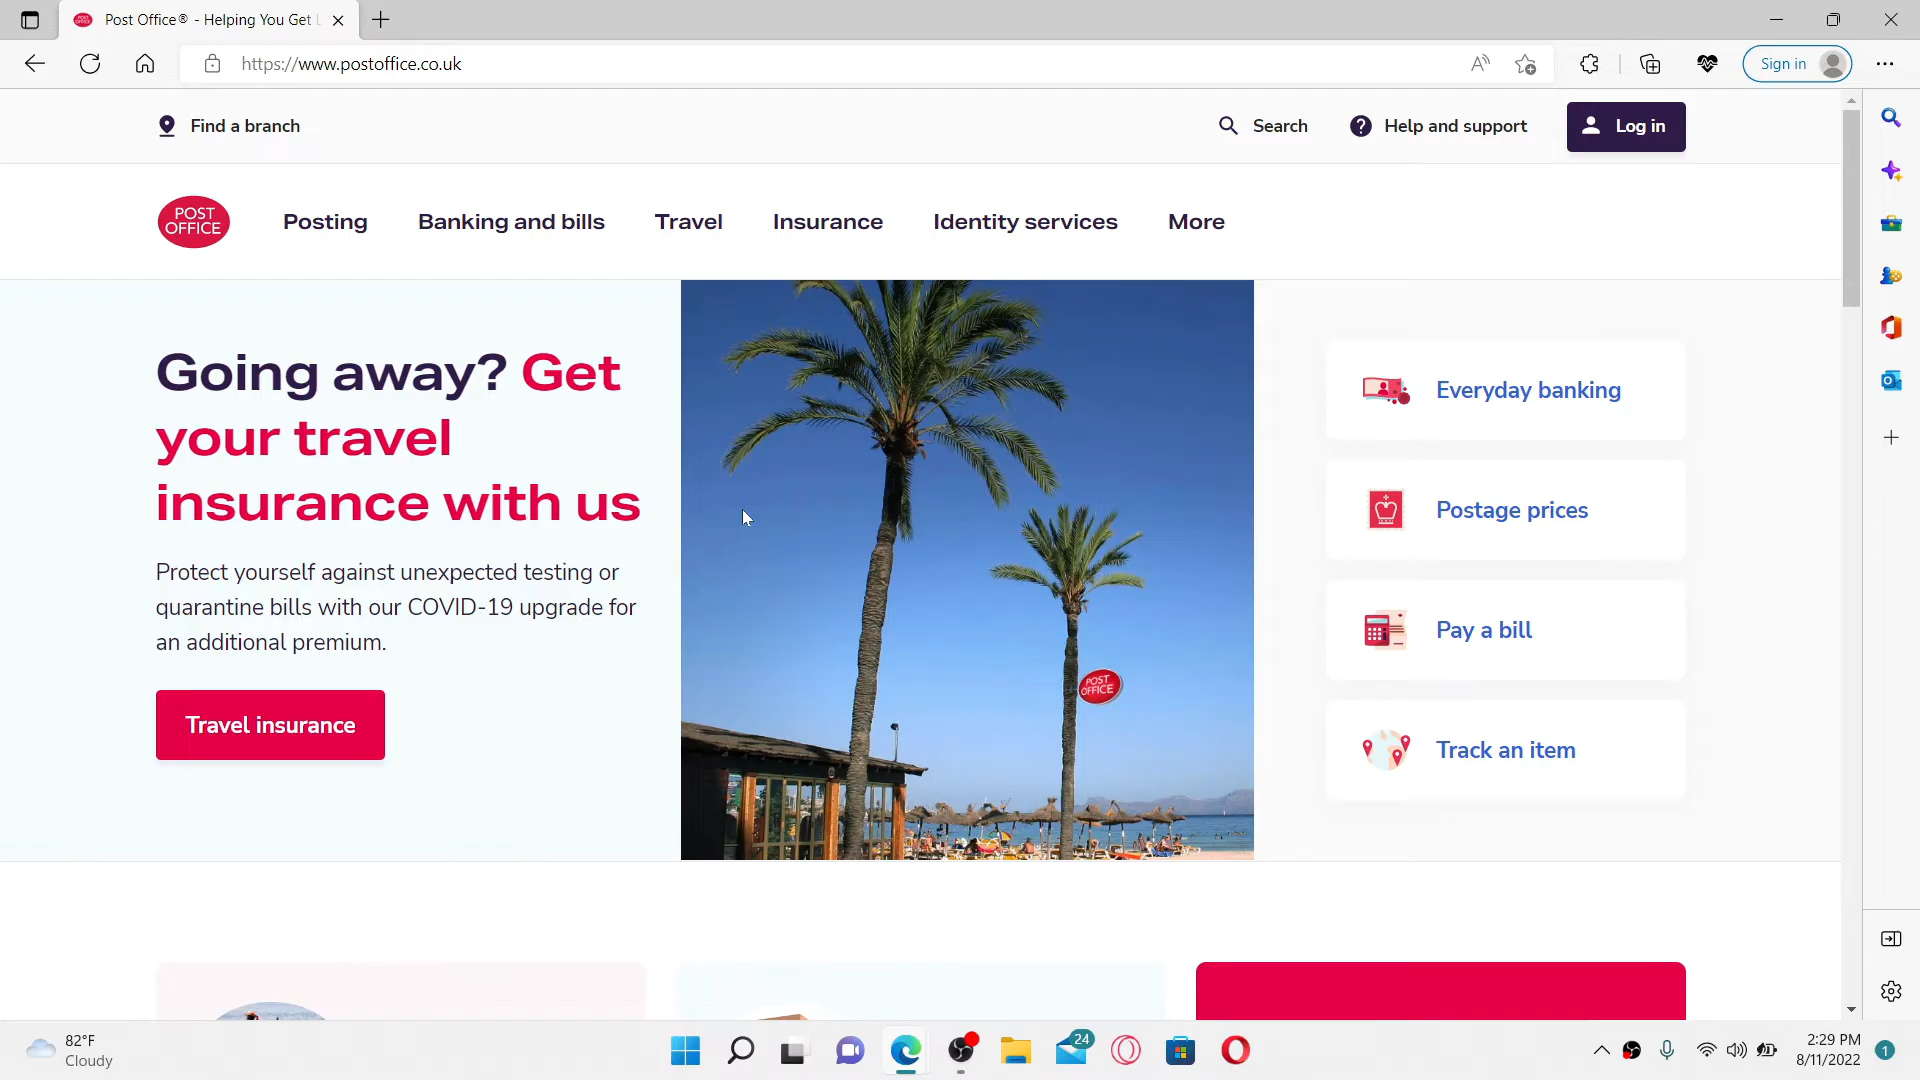 Post Office® - Helping You Get L
https://www.postoffice.co.uk
Sign in
Find a branch
Search
Help and support
Log in
POST
OFFICE
Posting
Banking and bills
Travel
Insurance
Identity services
More
Going away? Get
your travel
insurance with us
Protect yourself against unexpected testing or
quarantine bills with our COVID-19 upgrade for
an additional premium.
Travel insurance
POST
OFFICE
Everyday banking
Postage prices
Pay a bill
Track an item
82°F
Cloudy
24
2:29 PM
8/11/2022
1